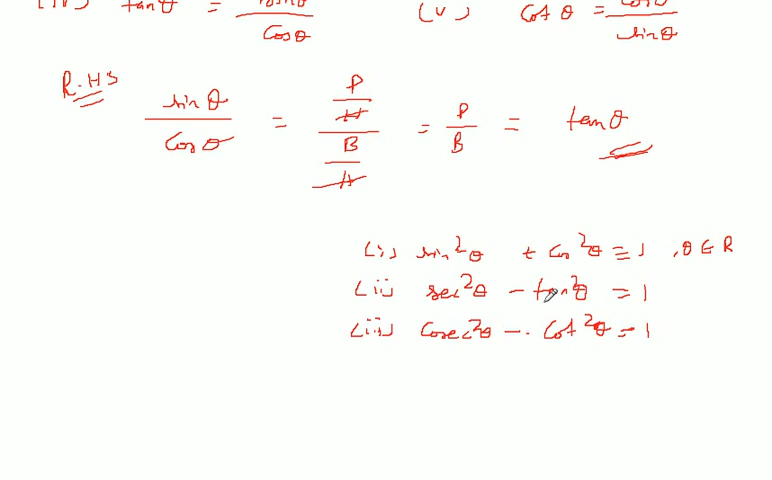 (iv) tanθ = sinθ/cosθ (v) cotθ = cosθ/sinθ
R.H.S
sinθ/cosθ = (P/H)/(B/H) = P/B = tanθ
(i) sin²θ + cos²θ = 1 , θ ∈ R
(ii) sec²θ - tan²θ = 1
(iii) cosec²θ - cot²θ = 1